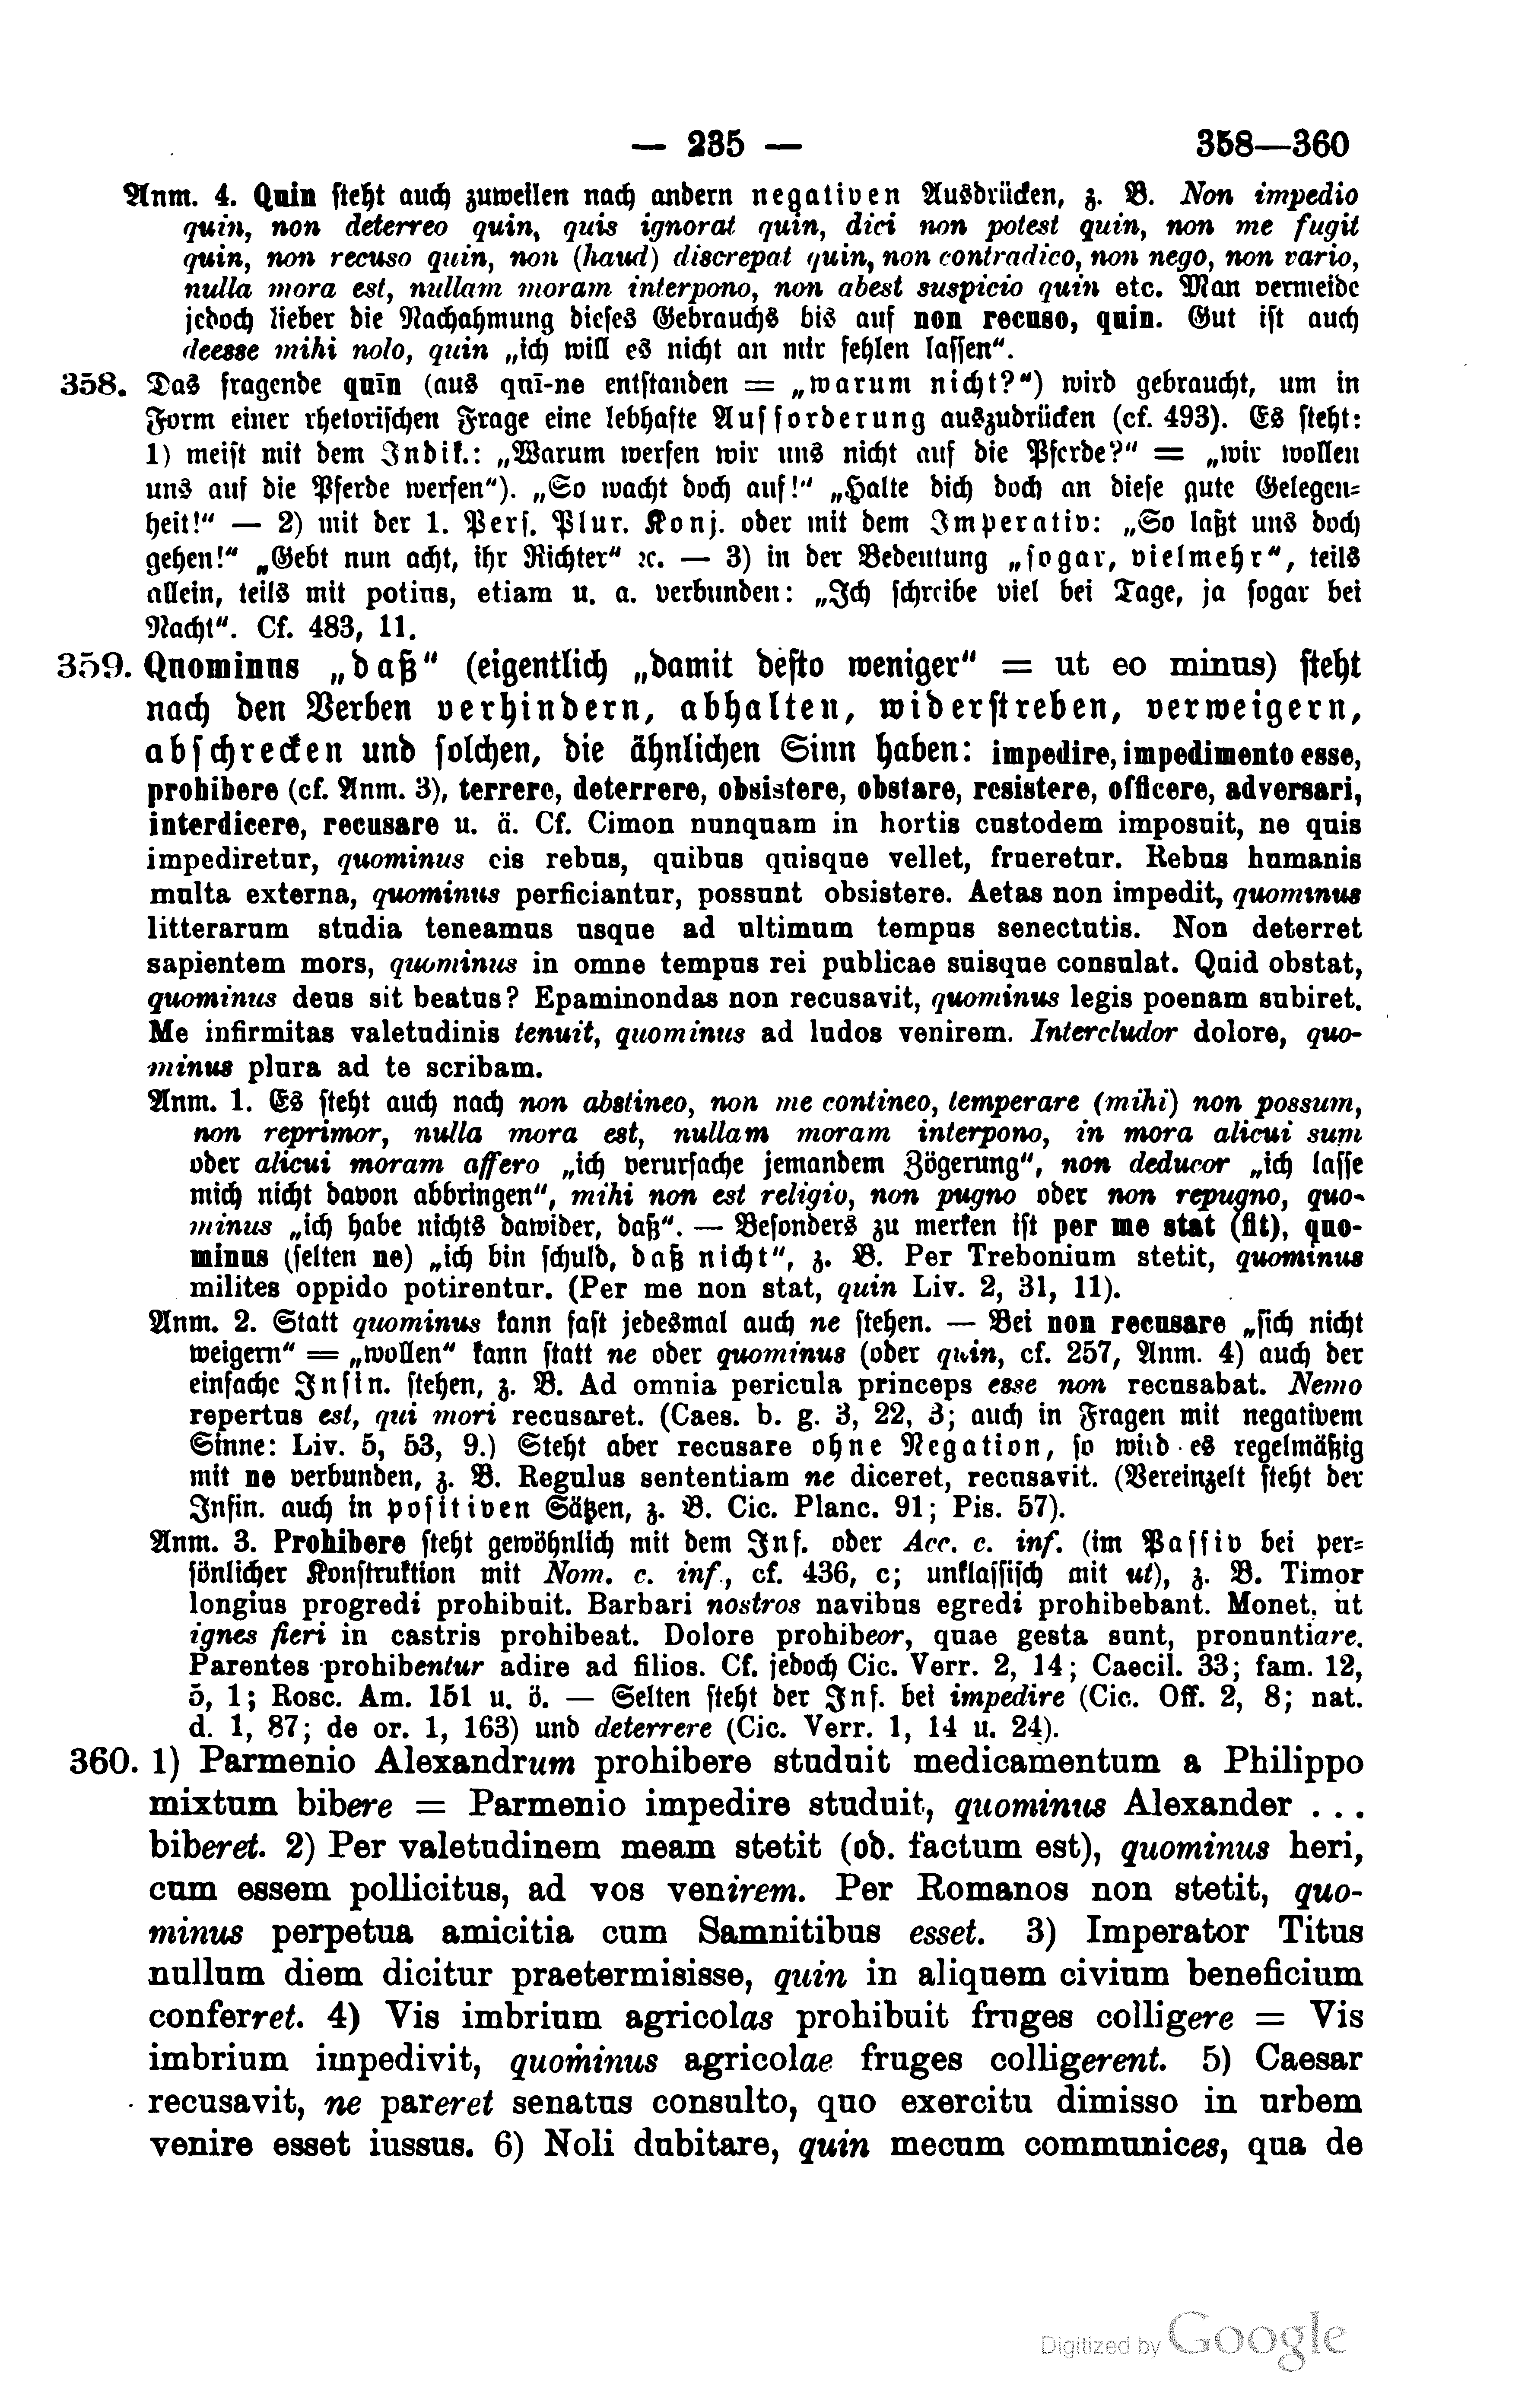 — 235 — 358—360
Anm. 4. Quin steht auch zuweilen nach andern negativen Ausdrücken, z. B. Non impedio
quin, non deterreo quin, quis ignorat quin, dici non potest quin, non me fugit
quin, non recuso quin, non (haud) discrepat quin, non contradico, non nego, non vario,
nulla mora est, nullam moram interpono, non abest suspicio quin etc. Man vermeide
jedoch lieber die Nachahmung dieses Gebrauchs bis auf non recuso, quin. Gut ist auch
deesse mihi nolo, quin „ich will es nicht an mir fehlen lassen“.
358. Das fragende quīn (aus quī-ne entstanden = „warum nicht?“) wird gebraucht, um in
Form einer rhetorischen Frage eine lebhafte Aufforderung auszudrücken (cf. 493). Es steht:
1) meist mit dem Indik.: „Warum werfen wir uns nicht auf die Pferde?“ = „wir wollen
uns auf die Pferde werfen“). „So wacht doch auf!“ „Halte dich doch an diese gute Gelegen-
heit!“ — 2) mit der 1. Pers. Plur. Konj. oder mit dem Imperativ: „So laßt uns doch
gehen!“ „Gebt nun acht, ihr Richter“ ꝛc. — 3) in der Bedeutung „sogar, vielmehr“, teils
allein, teils mit potius, etiam u. a. verbunden: „Ich schreibe viel bei Tage, ja sogar bei
Nacht“. Cf. 483, 11.
359. Quominus „daß“ (eigentlich „damit desto weniger“ = ut eo minus) steht
nach den Verben verhindern, abhalten, widerstreben, verweigern,
abschrecken und solchen, die ähnlichen Sinn haben: impedire, impedimento esse,
prohibere (cf. Anm. 3), terrere, deterrere, obsistere, obstare, resistere, officere, adversari,
interdicere, recusare u. ä. Cf. Cimon nunquam in hortis custodem imposuit, ne quis
impediretur, quominus eis rebus, quibus quisque vellet, frueretur. Rebus humanis
multa externa, quominus perficiantur, possunt obsistere. Aetas non impedit, quominus
litterarum studia teneamus usque ad ultimum tempus senectutis. Non deterret
sapientem mors, quominus in omne tempus rei publicae suisque consulat. Quid obstat,
quominus deus sit beatus? Epaminondas non recusavit, quominus legis poenam subiret.
Me infirmitas valetudinis tenuit, quominus ad ludos venirem. Intercludor dolore, quo-
minus plura ad te scribam.
Anm. 1. Es steht auch nach non abstineo, non me contineo, temperare (mihi) non possum,
non reprimor, nulla mora est, nullam moram interpono, in mora alicui sum
oder alicui moram affero „ich verursache jemandem Zögerung“, non deducor „ich lasse
mich nicht davon abbringen“, mihi non est religio, non pugno oder non repugno, quo-
minus „ich habe nichts dawider, daß“. — Besonders zu merken ist per me stat (fit), quo-
minus (selten ne) „ich bin schuld, daß nicht“, z. B. Per Trebonium stetit, quominus
milites oppido potirentur. (Per me non stat, quin Liv. 2, 31, 11).
Anm. 2. Statt quominus kann fast jedesmal auch ne stehen. — Bei non recusare „sich nicht
weigern“ = „wollen“ kann statt ne oder quominus (oder quin, cf. 257, Anm. 4) auch der
einfache Infin. stehen, z. B. Ad omnia pericula princeps esse non recusabat. Nemo
repertus est, qui mori recusaret. (Caes. b. g. 3, 22, 3; auch in Fragen mit negativem
Sinne: Liv. 5, 53, 9.) Steht aber recusare ohne Negation, so wird es regelmäßig
mit ne verbunden, z. B. Regulus sententiam ne diceret, recusavit. (Vereinzelt steht der
Infin. auch in positiven Sätzen, z. B. Cic. Planc. 91; Pis. 57).
Anm. 3. Prohibere steht gewöhnlich mit dem Inf. oder Acc. c. inf. (im Passiv bei per-
sönlicher Konstruktion mit Nom. c. inf., cf. 436, c; unklassisch mit ut), z. B. Timor
longius progredi prohibuit. Barbari nostros navibus egredi prohibebant. Monet, ut
ignes fieri in castris prohibeat. Dolore prohibeor, quae gesta sunt, pronuntiare.
Parentes prohibentur adire ad filios. Cf. jedoch Cic. Verr. 2, 14; Caecil. 33; fam. 12,
5, 1; Rosc. Am. 151 u. ö. — Selten steht der Inf. bei impedire (Cic. Off. 2, 8; nat.
d. 1, 87; de or. 1, 163) und deterrere (Cic. Verr. 1, 14 u. 24).
360. 1) Parmenio Alexandrum prohibere studuit medicamentum a Philippo
mixtum bibere = Parmenio impedire studuit, quominus Alexander . . .
biberet. 2) Per valetudinem meam stetit (ob. factum est), quominus heri,
cum essem pollicitus, ad vos venirem. Per Romanos non stetit, quo-
minus perpetua amicitia cum Samnitibus esset. 3) Imperator Titus
nullum diem dicitur praetermisisse, quin in aliquem civium beneficium
conferret. 4) Vis imbrium agricolas prohibuit fruges colligere = Vis
imbrium impedivit, quominus agricolae fruges colligerent. 5) Caesar
recusavit, ne pareret senatus consulto, quo exercitu dimisso in urbem
venire esset iussus. 6) Noli dubitare, quin mecum communices, qua de
Digitized by Google